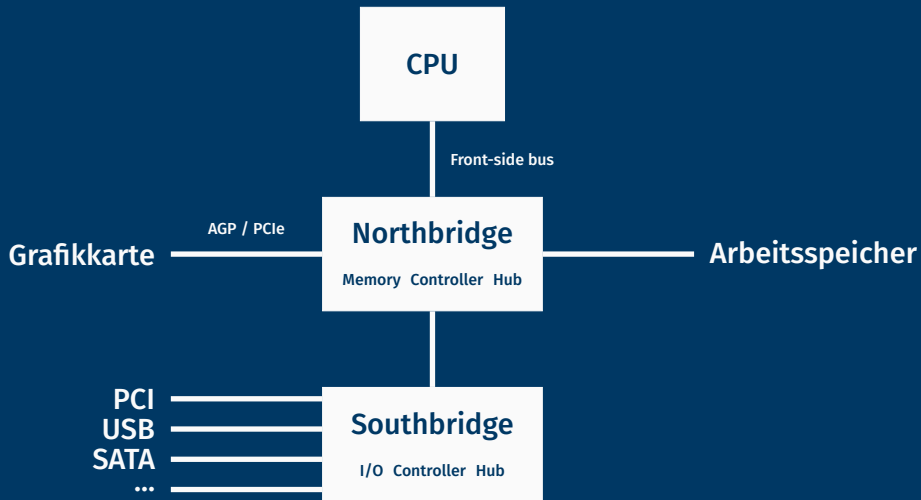 CPU
Front-side bus
AGP / PCIe
Grafikkarte
Northbridge
Memory Controller Hub
Arbeitsspeicher
PCI
USB
SATA
...
Southbridge
I/O Controller Hub